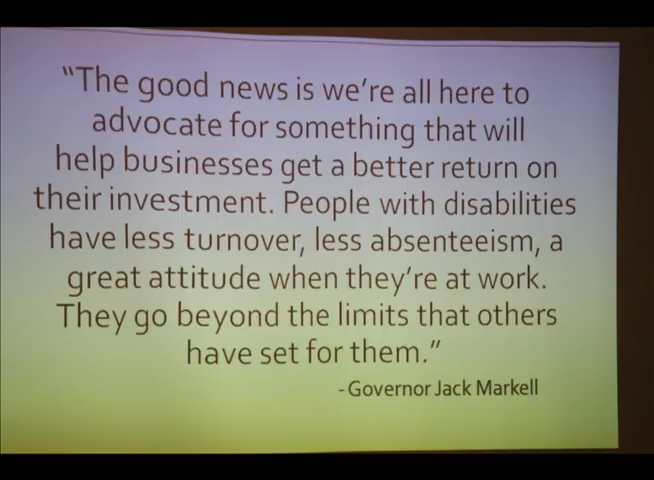 “The good news is we’re all here to
advocate for something that will
help businesses get a better return on
their investment. People with disabilities
have less turnover, less absenteeism, a
great attitude when they’re at work.
They go beyond the limits that others
have set for them.”
- Governor Jack Markell